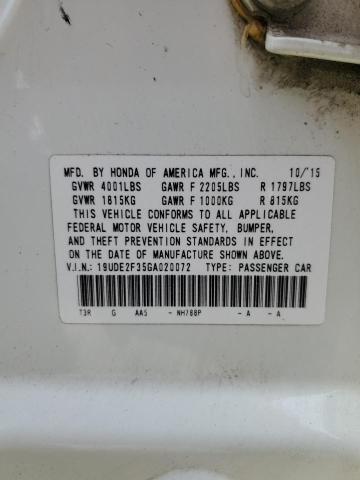 MFD. BY HONDA OF AMERICA MFG., INC. 10/15
GVWR 4001LBS GAWR F 2205LBS R 1797LBS
GVWR 1815KG GAWR F 1000KG R 815KG
THIS VEHICLE CONFORMS TO ALL APPLICABLE
FEDERAL MOTOR VEHICLE SAFETY, BUMPER,
AND THEFT PREVENTION STANDARDS IN EFFECT
ON THE DATE OF MANUFACTURE SHOWN ABOVE.
V.I.N.: 19UDE2F35GA020072 TYPE: PASSENGER CAR
T3R G AA5 - NH788P - A - A